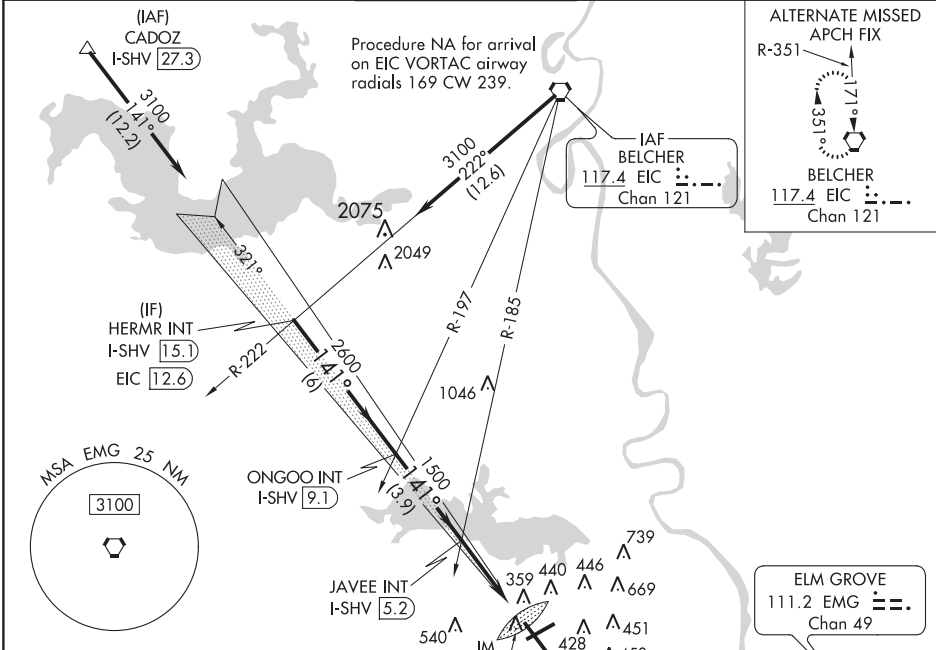 (IAF)
CADOZ
I-SHV 27.3
3100
141°
(12.2)
Procedure NA for arrival
on EIC VORTAC airway
radials 169 CW 239.
3100
222°
(12.6)
IAF
BELCHER
117.4 EIC
Chan 121
ALTERNATE MISSED
APCH FIX
R-351
171°
351°
BELCHER
117.4 EIC
Chan 121
2075
2049
321°
(IF)
HERMR INT
I-SHV 15.1
EIC 12.6
R-222
2600
141°
(6)
R-197
R-185
1046
MSA EMG 25 NM
3100
ONGOO INT
I-SHV 9.1
1500
141°
(3.9)
JAVEE INT
I-SHV 5.2
739
359
440
446
669
540
IM
428
451
ELM GROVE
111.2 EMG
Chan 49